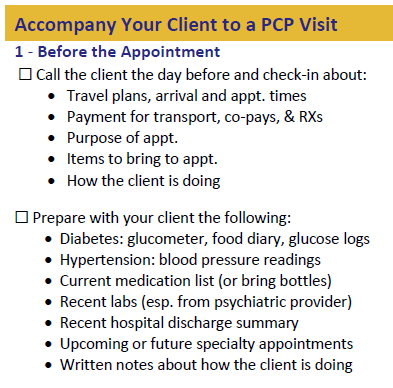 Accompany Your Client to a PCP Visit
1 - Before the Appointment
☐ Call the client the day before and check-in about:
• Travel plans, arrival and appt. times
• Payment for transport, co-pays, & RXs
• Purpose of appt.
• Items to bring to appt.
• How the client is doing
☐ Prepare with your client the following:
• Diabetes: glucometer, food diary, glucose logs
• Hypertension: blood pressure readings
• Current medication list (or bring bottles)
• Recent labs (esp. from psychiatric provider)
• Recent hospital discharge summary
• Upcoming or future specialty appointments
• Written notes about how the client is doing